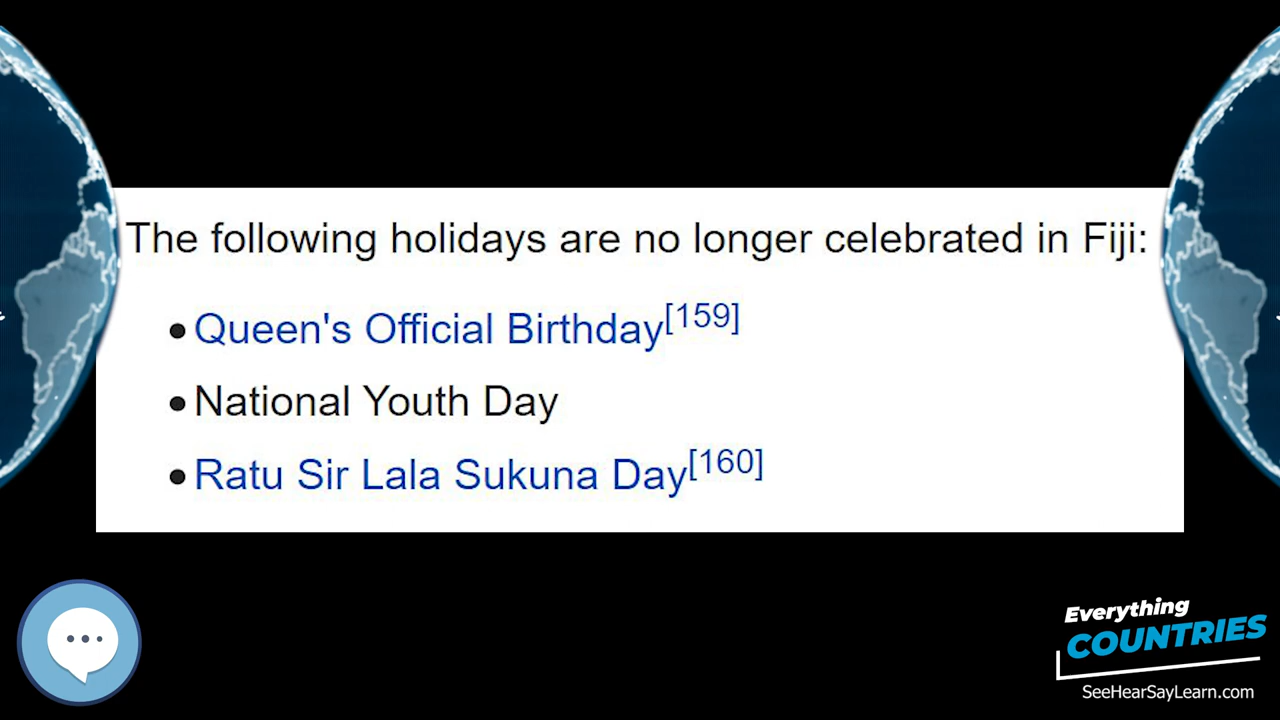 The following holidays are no longer celebrated in Fiji:
• Queen's Official Birthday[159]
• National Youth Day
• Ratu Sir Lala Sukuna Day[160]
Everything
COUNTRIES
SeeHearSayLearn.com